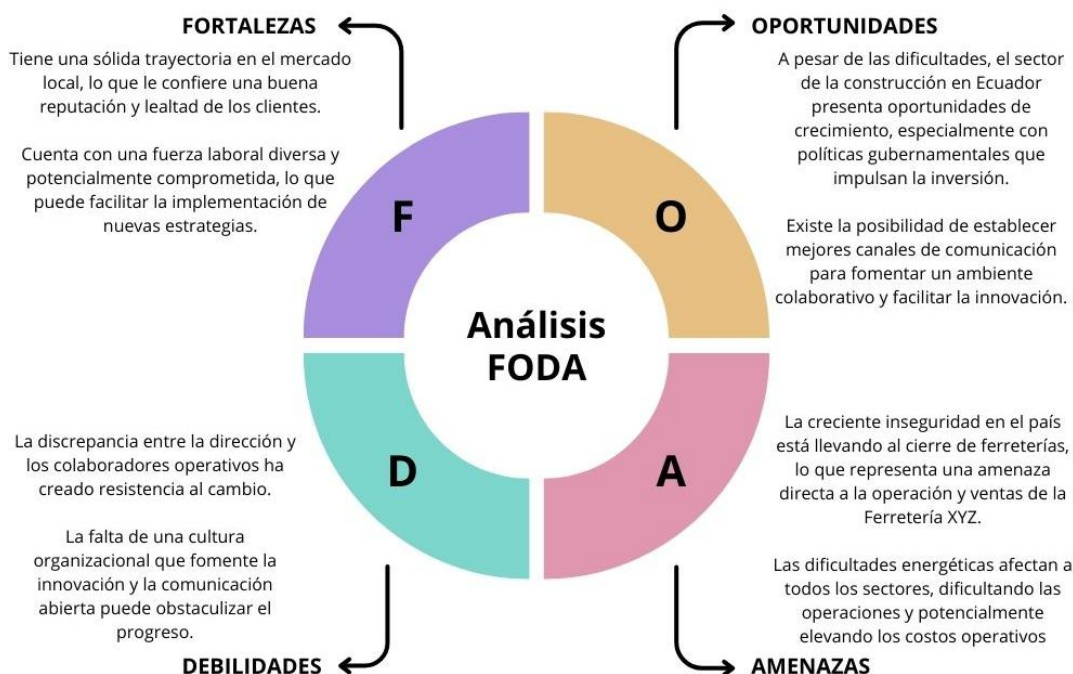 FORTALEZAS
Tiene una sólida trayectoria en el mercado
local, lo que le confiere una buena
reputación y lealtad de los clientes.
Cuenta con una fuerza laboral diversa y
potencialmente comprometida, lo que
puede facilitar la implementación de
nuevas estrategias.
OPORTUNIDADES
A pesar de las dificultades, el sector
de la construcción en Ecuador
presenta oportunidades de
crecimiento, especialmente con
políticas gubernamentales que
impulsan la inversión.
Existe la posibilidad de establecer
mejores canales de comunicación
para fomentar un ambiente
colaborativo y facilitar la innovación.
F
O
Análisis
FODA
D
A
La discrepancia entre la dirección y
los colaboradores operativos ha
creado resistencia al cambio.
La falta de una cultura
organizacional que fomente la
innovación y la comunicación
abierta puede obstaculizar el
progreso.
DEBILIDADES
La creciente inseguridad en el país
está llevando al cierre de ferreterías,
lo que representa una amenaza
directa a la operación y ventas de la
Ferretería XYZ.
Las dificultades energéticas afectan a
todos los sectores, dificultando las
operaciones y potencialmente
elevando los costos operativos
AMENAZAS